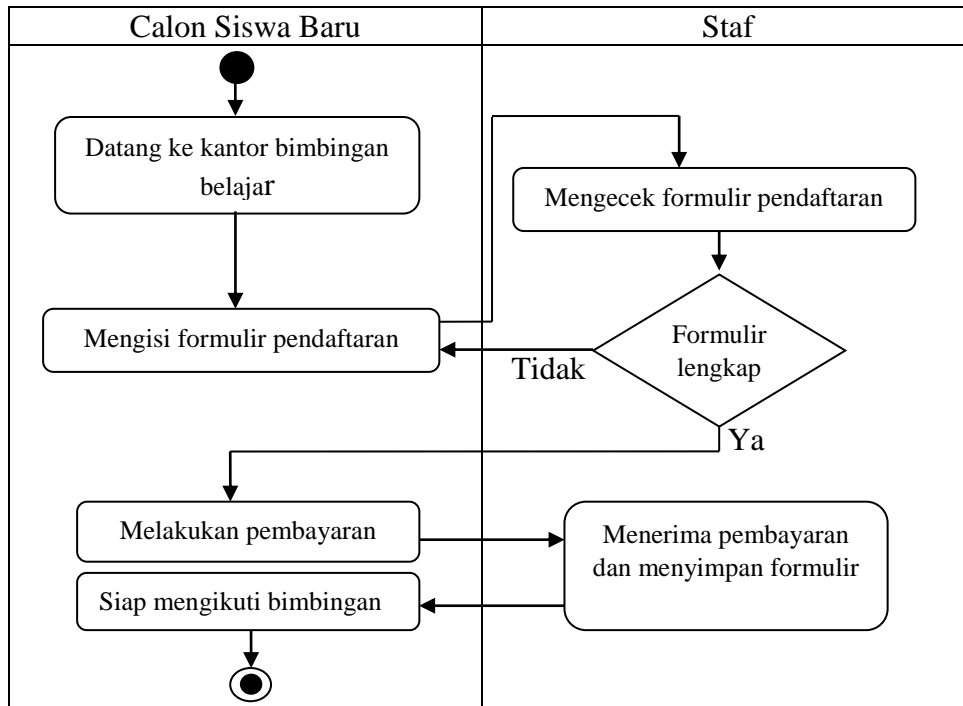 Calon Siswa Baru
Staf
Datang ke kantor bimbingan
belajar
Mengecek formulir pendaftaran
Mengisi formulir pendaftaran
Formulir
lengkap
Tidak
Ya
Melakukan pembayaran
Menerima pembayaran
dan menyimpan formulir
Siap mengikuti bimbingan